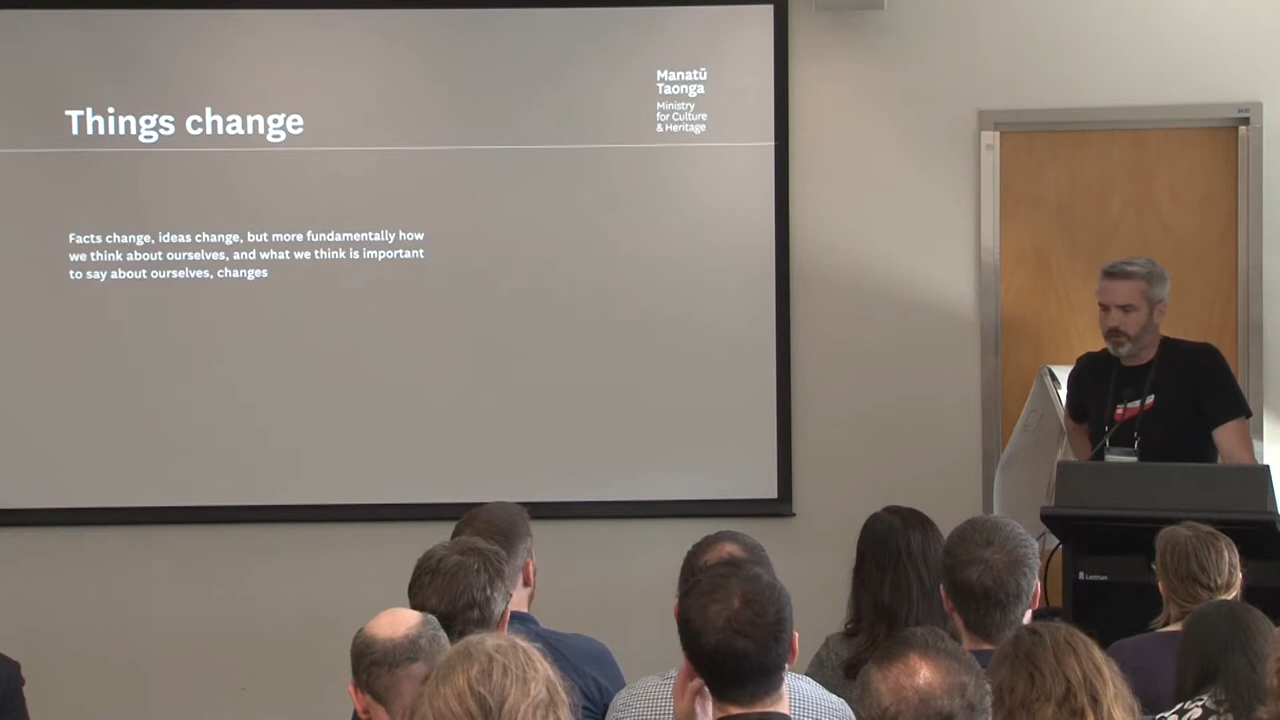 Things change
Manatū
Taonga
Ministry
for Culture
& Heritage
Facts change, ideas change, but more fundamentally how
we think about ourselves, and what we think is important
to say about ourselves, changes